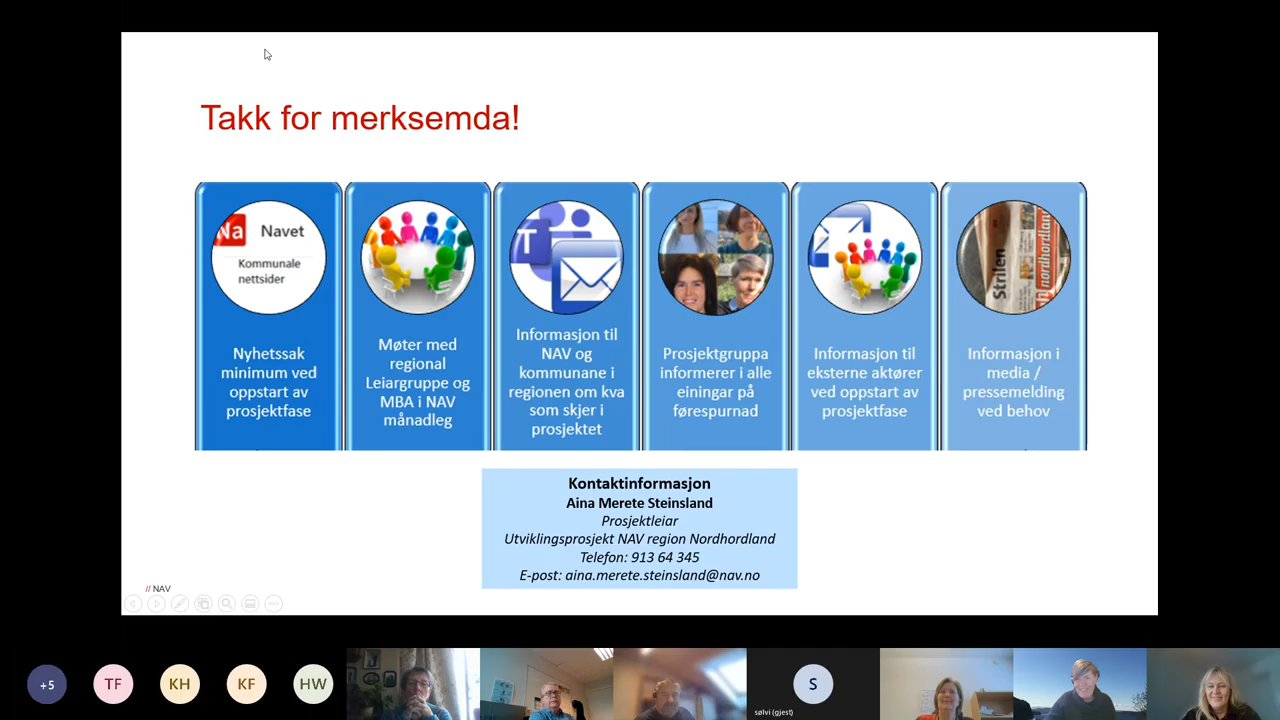 Takk for merksemda!
Na Navet
Kommunale
nettsider
Nyhetssak
minimum ved
oppstart av
prosjektfase
Møter med
regional
Leiargruppe og
MBA i NAV
månadleg
Informasjon til
NAV og
kommunane i
regionen om kva
som skjer i
prosjektet
Prosjektgruppa
informerer i alle
einingar på
førespurnad
Informasjon til
eksterne aktører
ved oppstart av
prosjektfase
Strilen
nordhordland
Informasjon i
media /
pressemelding
ved behov
Kontaktinformasjon
Aina Merete Steinsland
Prosjektleiar
Utviklingsprosjekt NAV region Nordhordland
Telefon: 913 64 345
E-post: aina.merete.steinsland@nav.no
// NAV
+5
TF
KH
KF
HW
S
sølvi (gjest)